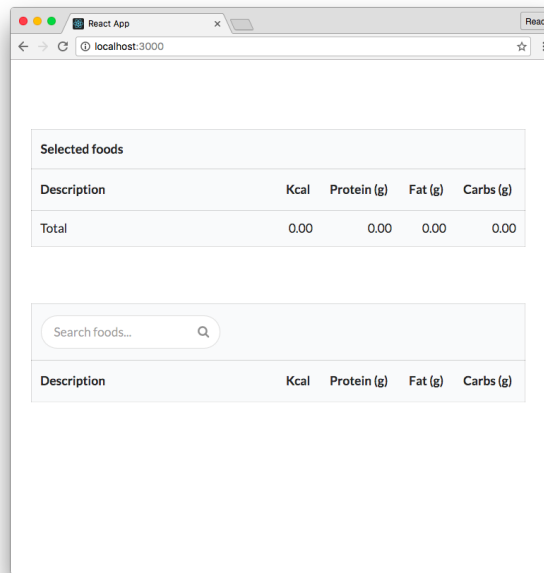 React App
Reac
localhost:3000
Selected foods
Description Kcal Protein (g) Fat (g) Carbs (g)
Total 0.00 0.00 0.00 0.00
Search foods...
Description Kcal Protein (g) Fat (g) Carbs (g)